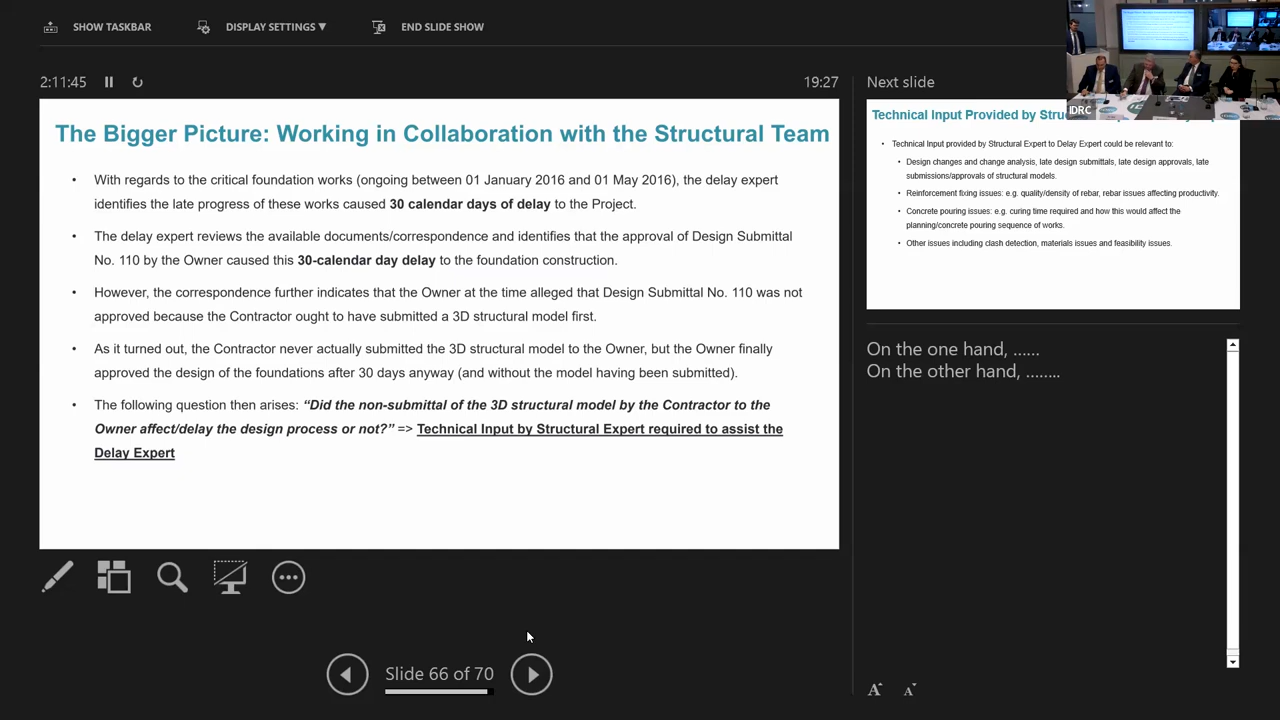 SHOW TASKBAR
DISPLAY SETTINGS ▼
2:11:45
19:27
The Bigger Picture: Working in Collaboration with the Structural Team
• With regards to the critical foundation works (ongoing between 01 January 2016 and 01 May 2016), the delay expert
identifies the late progress of these works caused 30 calendar days of delay to the Project.
• The delay expert reviews the available documents/correspondence and identifies that the approval of Design Submittal
No. 110 by the Owner caused this 30-calendar day delay to the foundation construction.
• However, the correspondence further indicates that the Owner at the time alleged that Design Submittal No. 110 was not
approved because the Contractor ought to have submitted a 3D structural model first.
• As it turned out, the Contractor never actually submitted the 3D structural model to the Owner, but the Owner finally
approved the design of the foundations after 30 days anyway (and without the model having been submitted).
• The following question then arises: “Did the non-submittal of the 3D structural model by the Contractor to the
Owner affect/delay the design process or not?” => Technical Input by Structural Expert required to assist the
Delay Expert
Slide 66 of 70
Next slide
IDRC
Technical Input Provided by
• Technical Input provided by Structural Expert to Delay Expert could be relevant to:
• Design changes and change analysis, late design submittals, late design approvals, late
submissions/approvals of structural models.
• Reinforcement fixing issues: e.g. quality/density of rebar, rebar issues affecting productivity.
• Concrete pouring issues: e.g. curing time required and how this would affect the
planning/concrete pouring sequence of works.
• Other issues including clash detection, materials issues and feasibility issues.
On the one hand, ......
On the other hand, ........
A A